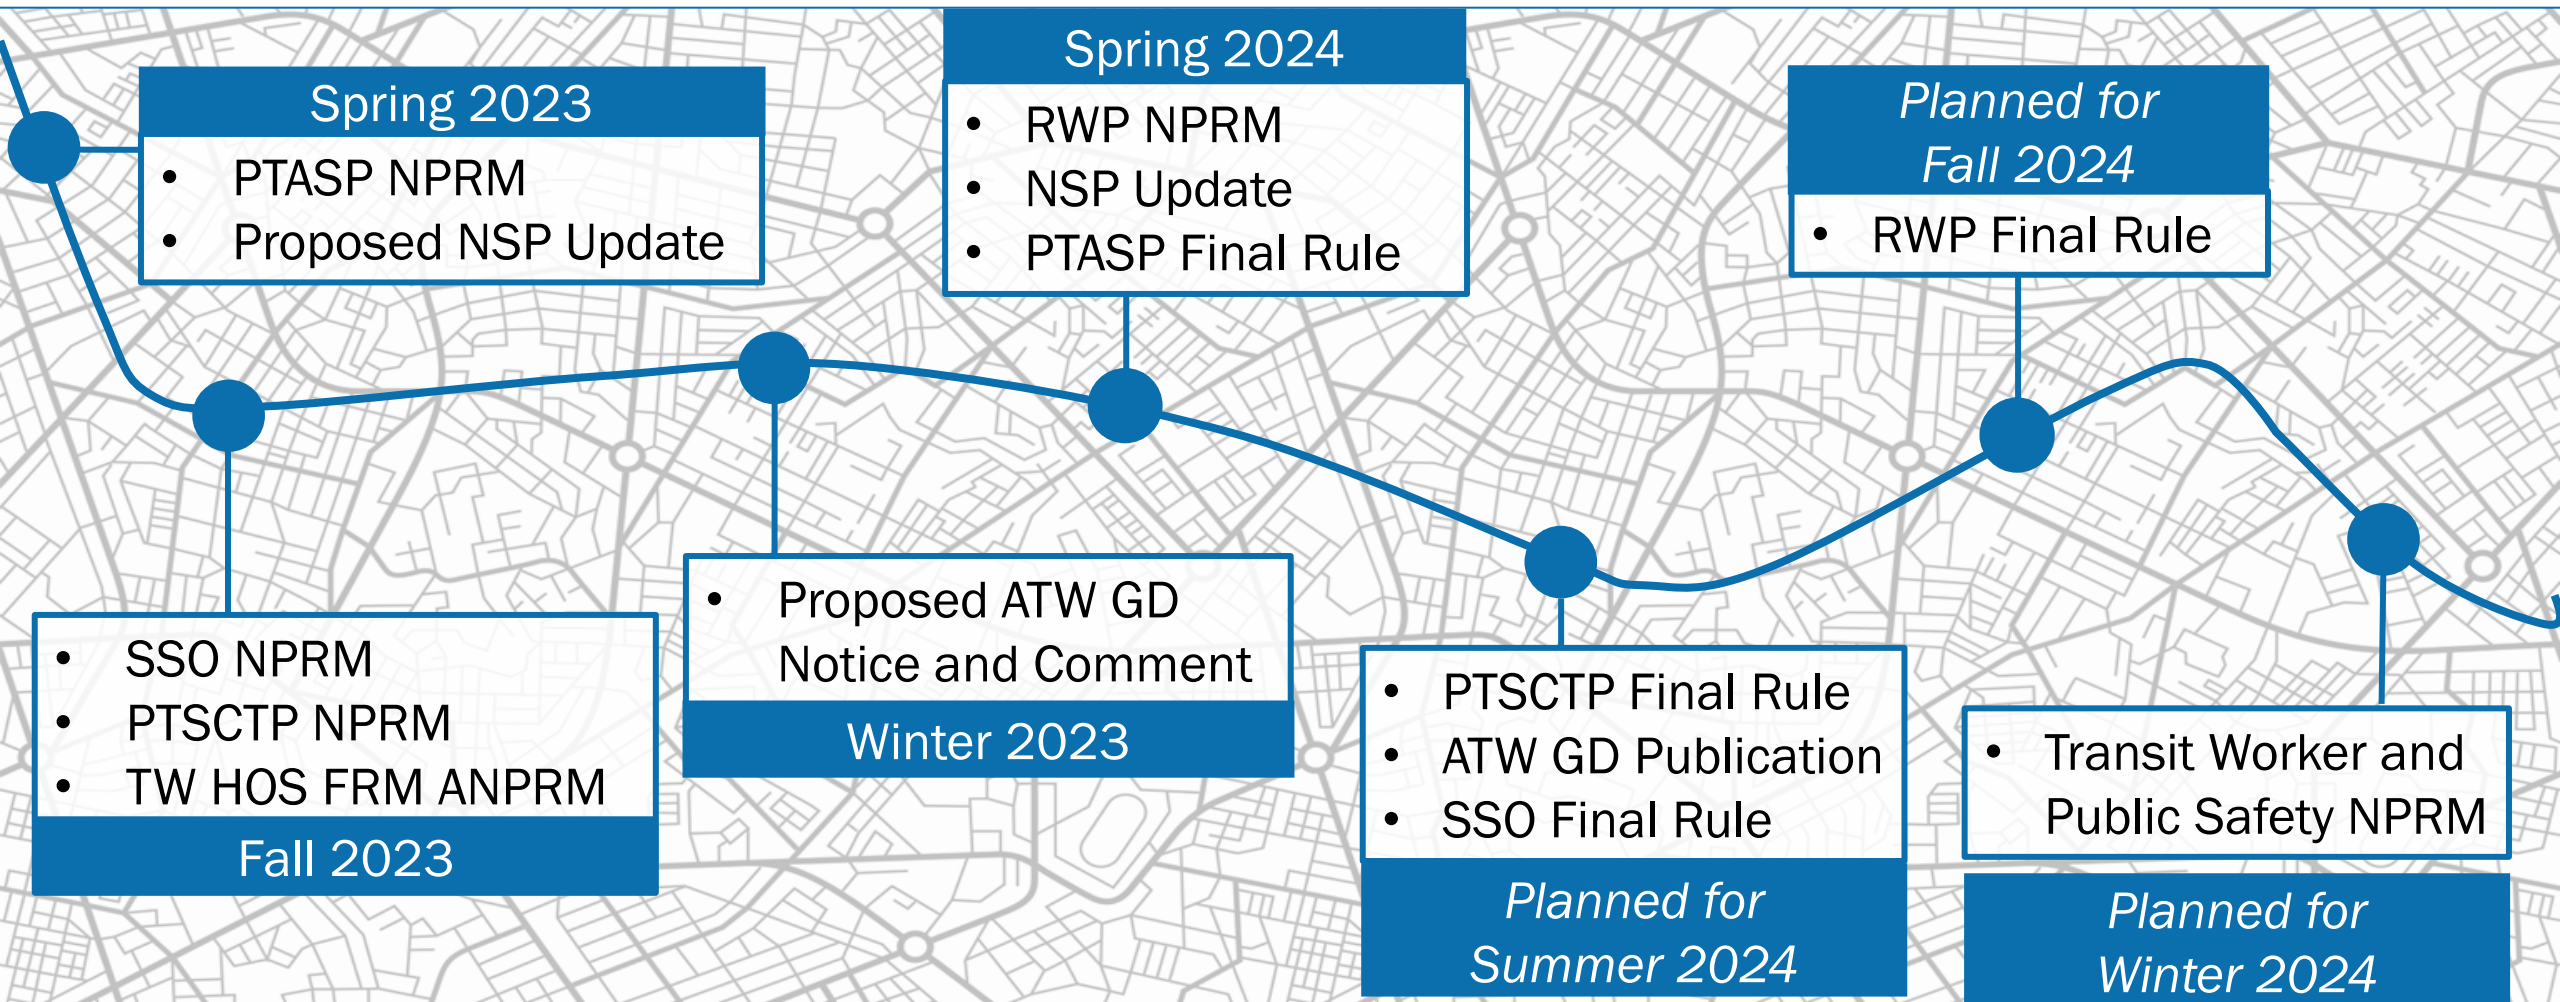 Spring 2023
• PTASP NPRM
• Proposed NSP Update
• SSO NPRM
• PTSCTP NPRM
• TW HOS FRM ANPRM
Fall 2023
• Proposed ATW GD
Notice and Comment
Winter 2023
Spring 2024
• RWP NPRM
• NSP Update
• PTASP Final Rule
• PTSCTP Final Rule
• ATW GD Publication
• SSO Final Rule
Planned for
Summer 2024
Planned for
Fall 2024
• RWP Final Rule
• Transit Worker and
Public Safety NPRM
Planned for
Winter 2024